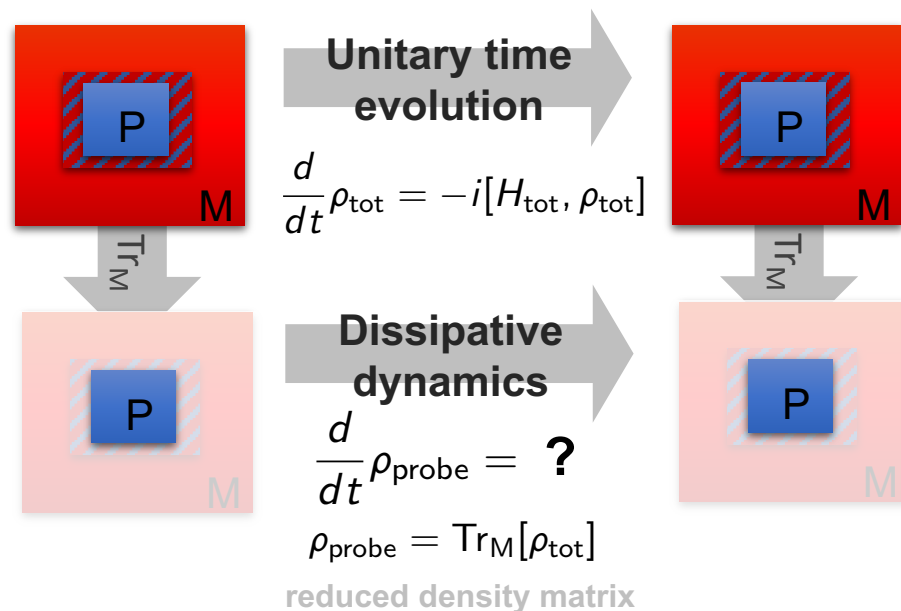 Unitary time
evolution
P
M
d/dt ρ_tot = −i[H_tot, ρ_tot]
P
M
Tr_M
Tr_M
Dissipative
dynamics
P
M
d/dt ρ_probe = ?
ρ_probe = Tr_M[ρ_tot]
P
M
reduced density matrix